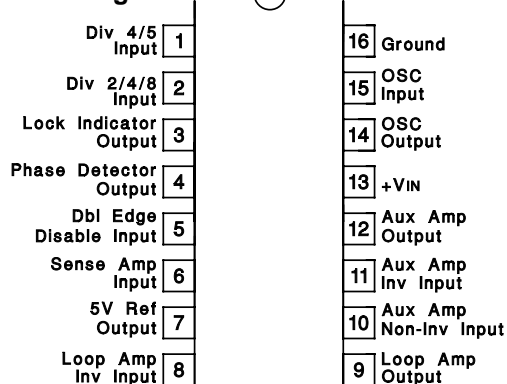 Div 4/5
Input
1
Div 2/4/8
Input
2
Lock Indicator
Output
3
Phase Detector
Output
4
Dbl Edge
Disable Input
5
Sense Amp
Input
6
5V Ref
Output
7
Loop Amp
Inv Input
8
16
Ground
15
OSC
Input
14
OSC
Output
13
+VIN
12
Aux Amp
Output
11
Aux Amp
Inv Input
10
Aux Amp
Non-Inv Input
9
Loop Amp
Output